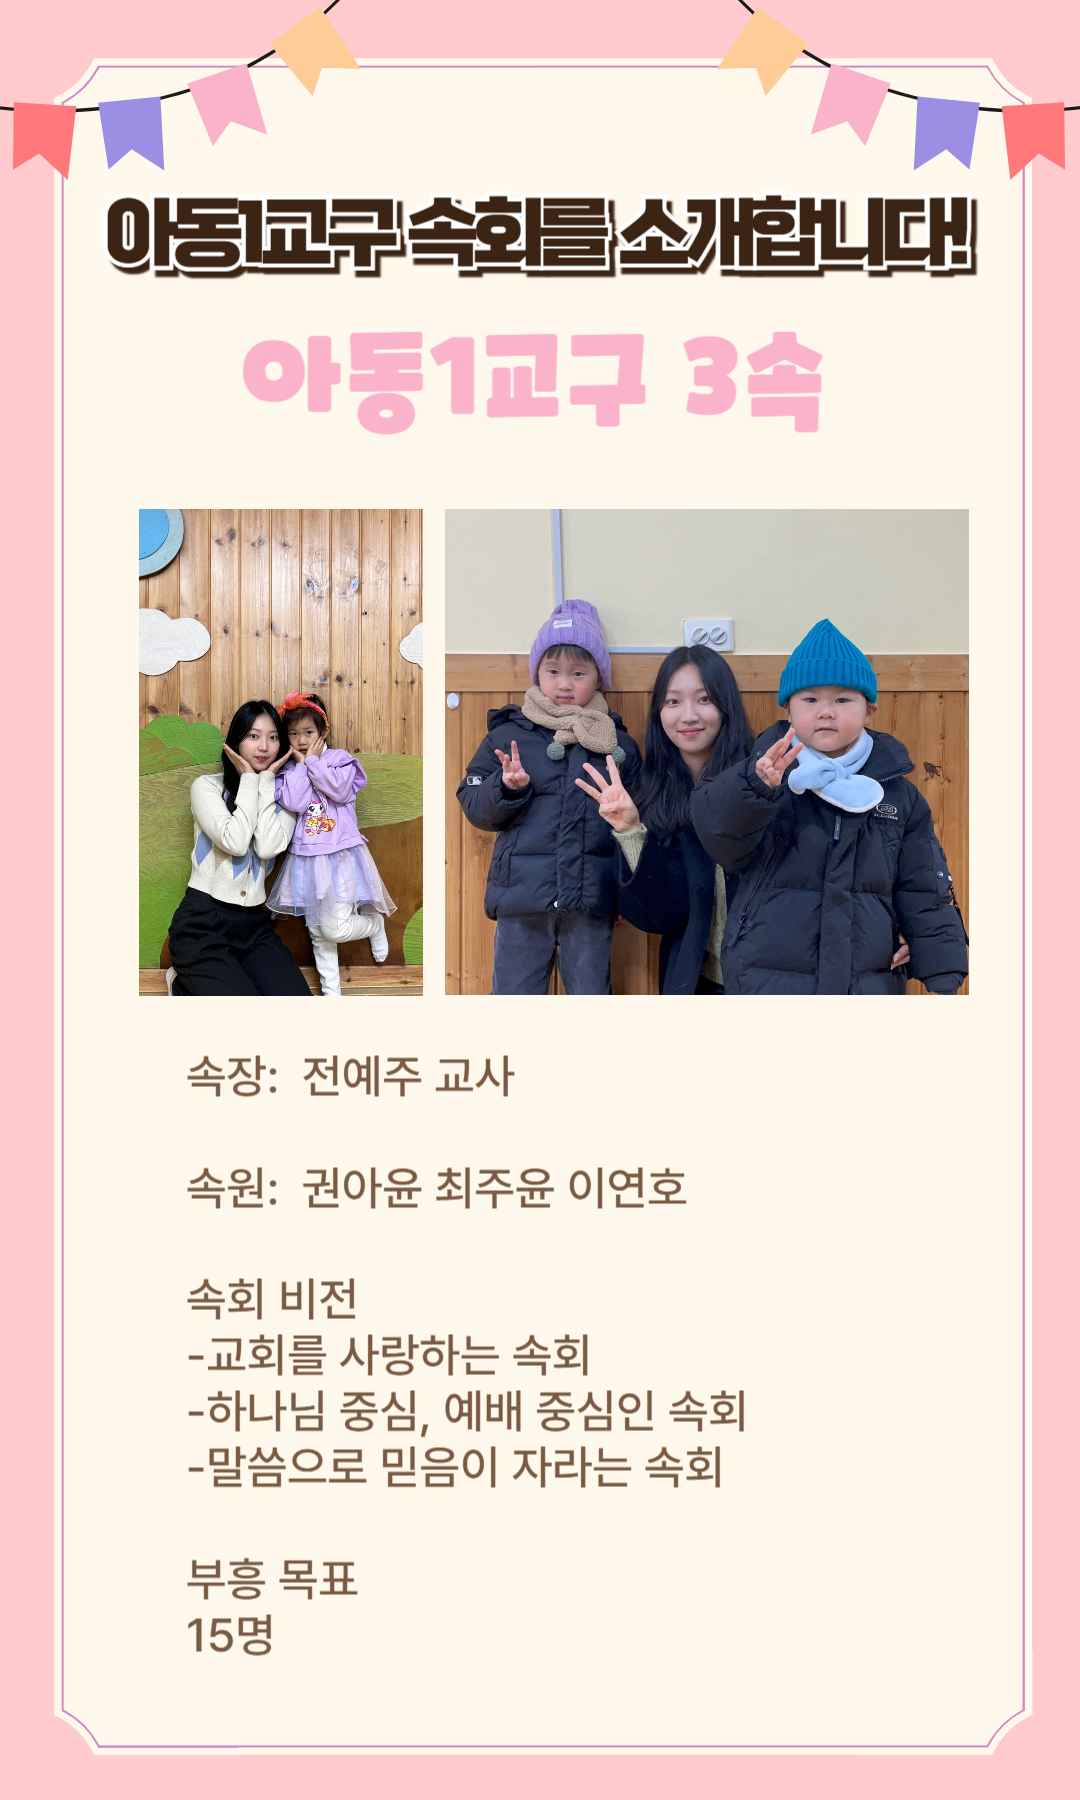 아동1교구 속회를 소개합니다!
아동1교구 3속
속장: 전예주 교사
속원: 권아윤 최주윤 이연호
속회 비전
-교회를 사랑하는 속회
-하나님 중심, 예배 중심인 속회
-말씀으로 믿음이 자라는 속회
부흥 목표
15명